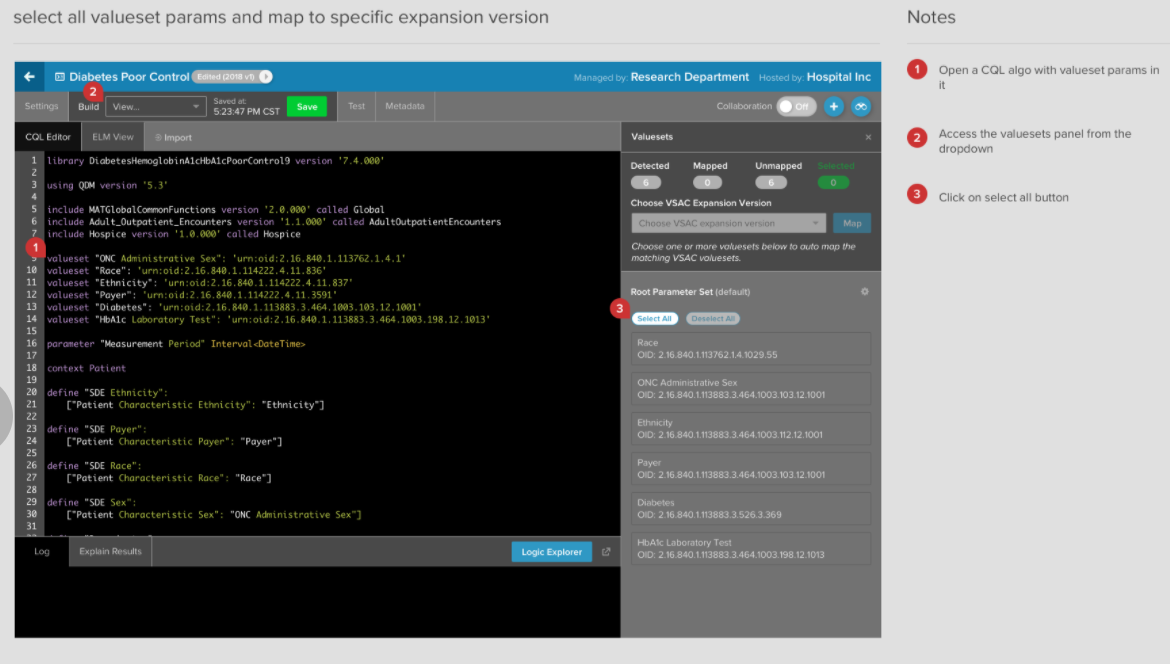 select all valueset params and map to specific expansion version
Diabetes Poor Control Edited (2018 v1)
Managed by: Research Department Hosted by: Hospital Inc
2
Settings Build View... Saved at: 5:23:47 PM CST Save Test Metadata Collaboration Off
CQL Editor ELM View Import
1 library DiabetesHemoglobinA1cHbA1cPoorControl9 version '7.4.000'
2
3 using QDM version '5.3'
4
5 include MATGlobalCommonFunctions version '2.0.000' called Global
6 include Adult_Outpatient_Encounters version '1.1.000' called AdultOutpatientEncounters
7 include Hospice version '1.0.000' called Hospice
1
9 valueset "ONC Administrative Sex": 'urn:oid:2.16.840.1.113762.1.4.1'
10 valueset "Race": 'urn:oid:2.16.840.1.114222.4.11.836'
11 valueset "Ethnicity": 'urn:oid:2.16.840.1.114222.4.11.837'
12 valueset "Payer": 'urn:oid:2.16.840.1.114222.4.11.3591'
13 valueset "Diabetes": 'urn:oid:2.16.840.1.113883.3.464.1003.103.12.1001'
14 valueset "HbA1c Laboratory Test": 'urn:oid:2.16.840.1.113883.3.464.1003.198.12.1013'
15
16 parameter "Measurement Period" Interval<DateTime>
17
18 context Patient
19
20 define "SDE Ethnicity":
21 ["Patient Characteristic Ethnicity": "Ethnicity"]
22
23 define "SDE Payer":
24 ["Patient Characteristic Payer": "Payer"]
25
26 define "SDE Race":
27 ["Patient Characteristic Race": "Race"]
28
29 define "SDE Sex":
30 ["Patient Characteristic Sex": "ONC Administrative Sex"]
31
Log Explain Results Logic Explorer
Valuesets ×
Detected Mapped Unmapped Selected
6 0 6 0
Choose VSAC Expansion Version
Choose VSAC expansion version Map
Choose one or more valuesets below to auto map the
matching VSAC valuesets.
Root Parameter Set (default)
3
Select All Deselect All
Race
OID: 2.16.840.1.113762.1.4.1029.55
ONC Administrative Sex
OID: 2.16.840.1.113883.3.464.1003.103.12.1001
Ethnicity
OID: 2.16.840.1.113883.3.464.1003.112.12.1001
Payer
OID: 2.16.840.1.113883.3.464.1003.103.12.1001
Diabetes
OID: 2.16.840.1.113883.3.526.3.369
HbA1c Laboratory Test
OID: 2.16.840.1.113883.3.464.1003.198.12.1013
Notes
1 Open a CQL algo with valueset params in
it
2 Access the valuesets panel from the
dropdown
3 Click on select all button